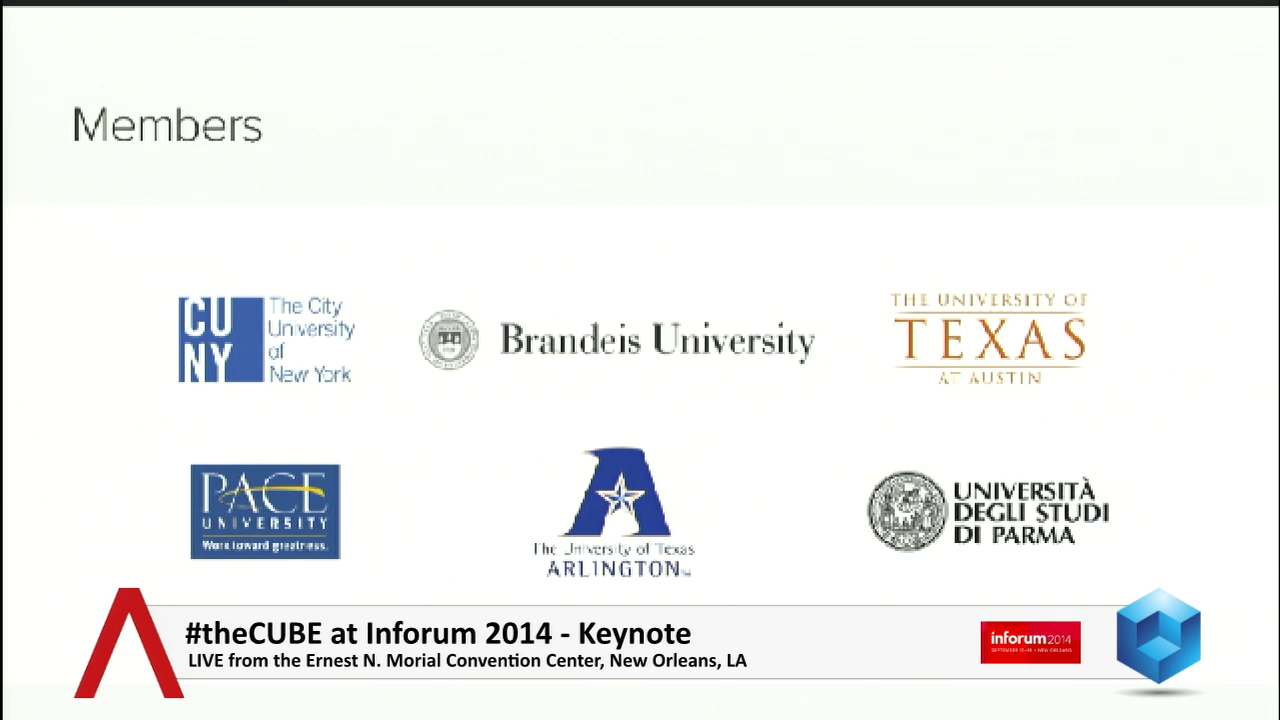 Members
CU
NY
The City
University
of
New York
Brandeis University
THE UNIVERSITY OF
TEXAS
AT AUSTIN
PACE
UNIVERSITY
Work toward greatness.
The University of Texas
ARLINGTON
UNIVERSITÀ
DEGLI STUDI
DI PARMA
#theCUBE at Inforum 2014 - Keynote
LIVE from the Ernest N. Morial Convention Center, New Orleans, LA
inforum2014